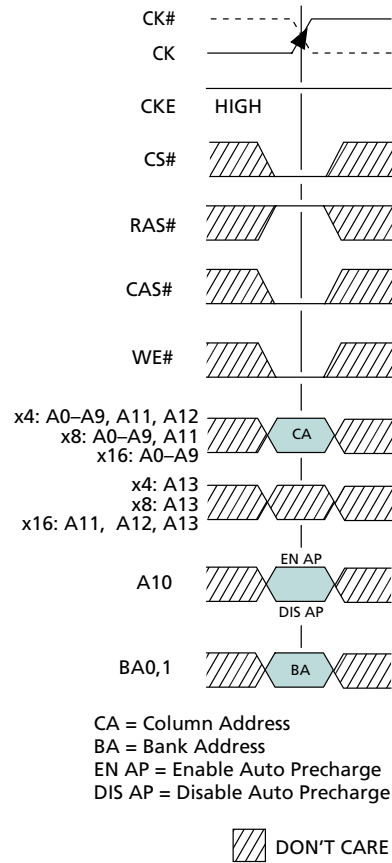 CK#
CK
CKE HIGH
CS#
RAS#
CAS#
WE#
x4: A0–A9, A11, A12
x8: A0–A9, A11
x16: A0–A9
CA
x4: A13
x8: A13
x16: A11, A12, A13
EN AP
A10
DIS AP
BA0,1 BA
CA = Column Address
BA = Bank Address
EN AP = Enable Auto Precharge
DIS AP = Disable Auto Precharge
DON'T CARE